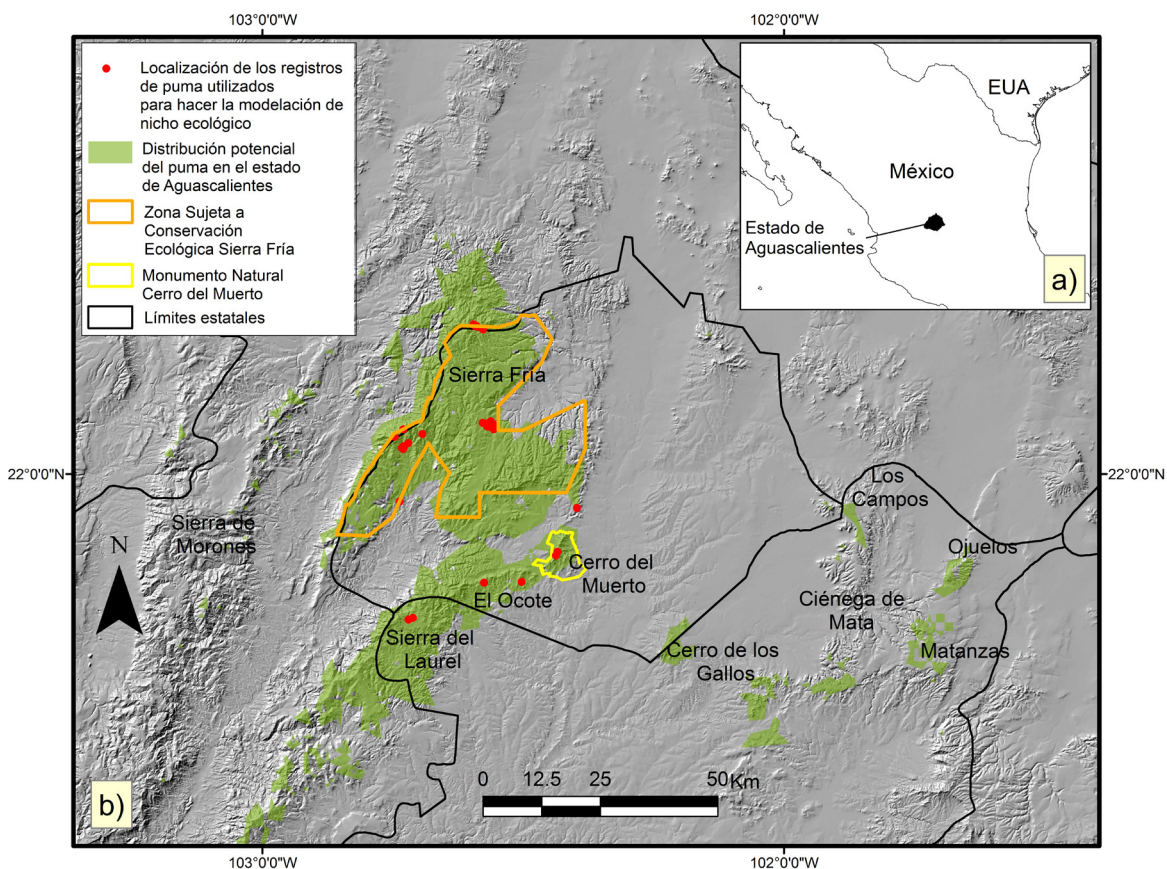 103°0'0"W
102°0'0"W
Localización de los registros
de puma utilizados
para hacer la modelación de
nicho ecológico
Distribución potencial
del puma en el estado
de Aguascalientes
Zona Sujeta a
Conservación
Ecológica Sierra Fría
Monumento Natural
Cerro del Muerto
Límites estatales
EUA
México
Estado de
Aguascalientes
a)
Sierra Fría
22°0'0"N
22°0'0"N
Los
Campos
Sierra de
Morones
N
Ojuelos
Cerro del
Muerto
El Ocote
Ciénega de
Mata
Sierra del
Laurel
Cerro de los
Gallos
Matanzas
b)
0 12.5 25 50 Km
103°0'0"W
102°0'0"W